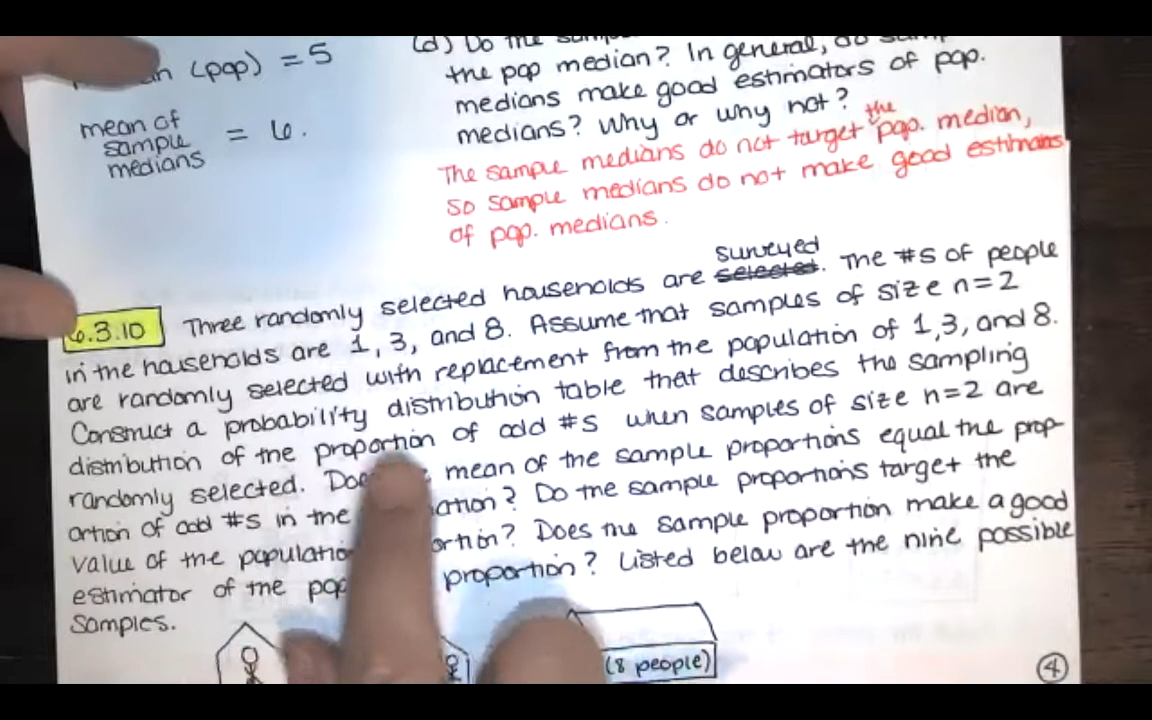 (pop) = 5
mean of
sample
medians
= 6.
(d) Do the
the pop median? In general, do
medians make good estimators of pop.
medians? Why or why not?
The sample medians do not target the pop. median,
so sample medians do not make good estimators
of pop. medians.
6.3.10 Three randomly selected households are selected surveyed. The #s of people
in the households are 1, 3, and 8. Assume that samples of size n=2
are randomly selected with replacement from the population of 1, 3, and 8.
Construct a probability distribution table that describes the sampling
distribution of the proportion of odd #s when samples of size n=2 are
randomly selected. Does mean of the sample proportions equal the prop-
ortion of odd #s in the Do the sample proportions target the
value of the Does the sample proportion make a good
estimator of the proportion? Listed below are the nine possible
samples.
(8 people)
4